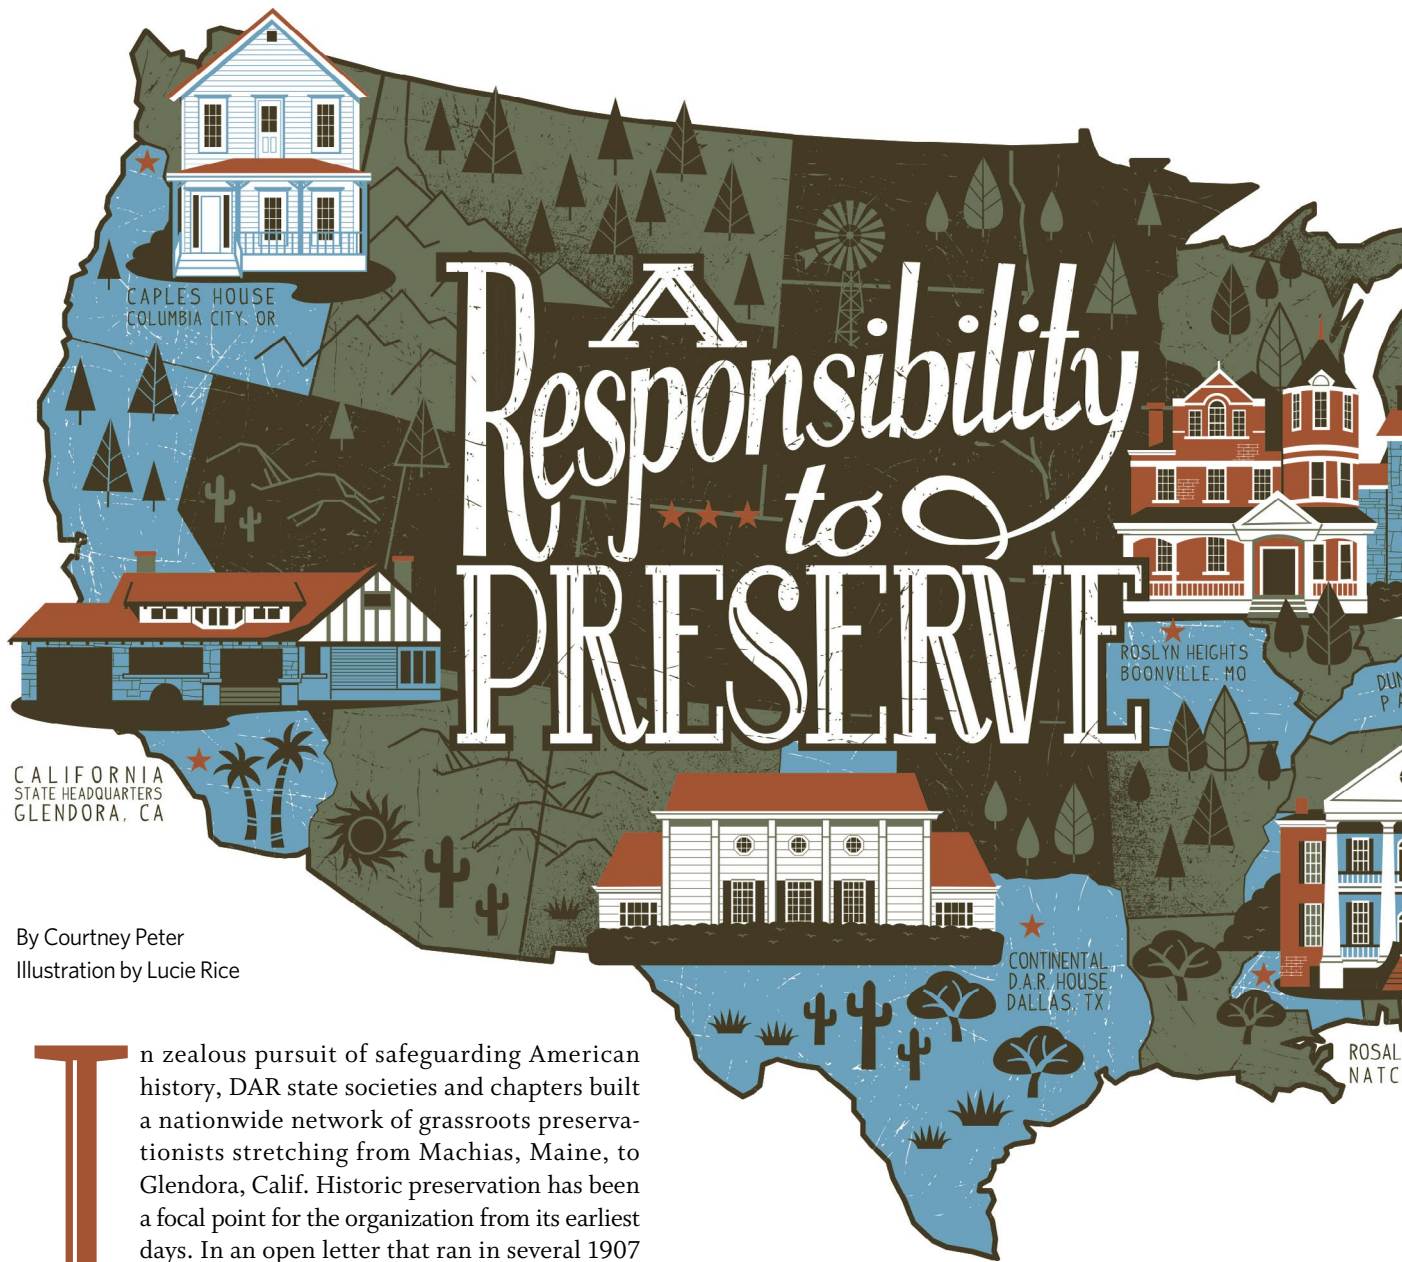 A
Responsibility
to
PRESERVE
CAPLES HOUSE
COLUMBIA CITY, OR
ROSLYN HEIGHTS
BOONVILLE, MO
DUN
PA
CALIFORNIA
STATE HEADQUARTERS
GLENDORA, CA
CONTINENTAL
D.A.R. HOUSE
DALLAS, TX
ROSAL
NATC
By Courtney Peter
Illustration by Lucie Rice
In zealous pursuit of safeguarding American
history, DAR state societies and chapters built
a nationwide network of grassroots preserva-
tionists stretching from Machias, Maine, to
Glendora, Calif. Historic preservation has been
a focal point for the organization from its earliest
days. In an open letter that ran in several 1907